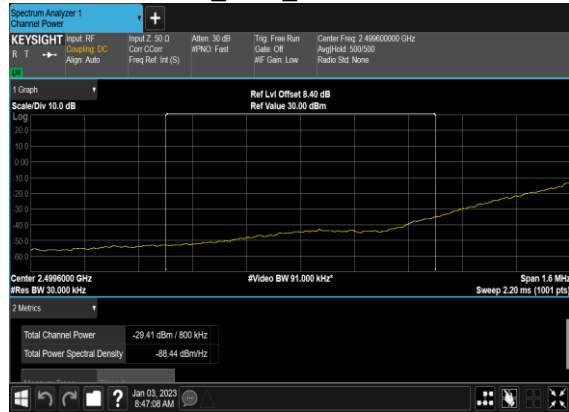 Spectrum Analyzer 1
Channel Power
+
KEYSIGHT
R T
Input: RF
Coupling: DC
Align: Auto
Input Z: 50 Ω
Corr CCorr
Freq Ref: Int (S)
Atten: 30 dB
#PNO: Fast
Trig: Free Run
Gate: Off
#IF Gain: Low
Center Freq: 2.499600000 GHz
Avg|Hold: 500/500
Radio Std: None
1 Graph
Scale/Div 10.0 dB
Ref Lvl Offset 8.40 dB
Ref Value 30.00 dBm
Log
20.0
10.0
0.00
-10.0
-20.0
-30.0
-40.0
-50.0
-60.0
Center 2.4996000 GHz
#Res BW 30.000 kHz
#Video BW 91.000 kHz*
Span 1.6 MHz
Sweep 2.20 ms (1001 pts)
2 Metrics
Total Channel Power -29.41 dBm / 800 kHz
Total Power Spectral Density -88.44 dBm/Hz
?
Jan 03, 2023
8:47:08 AM